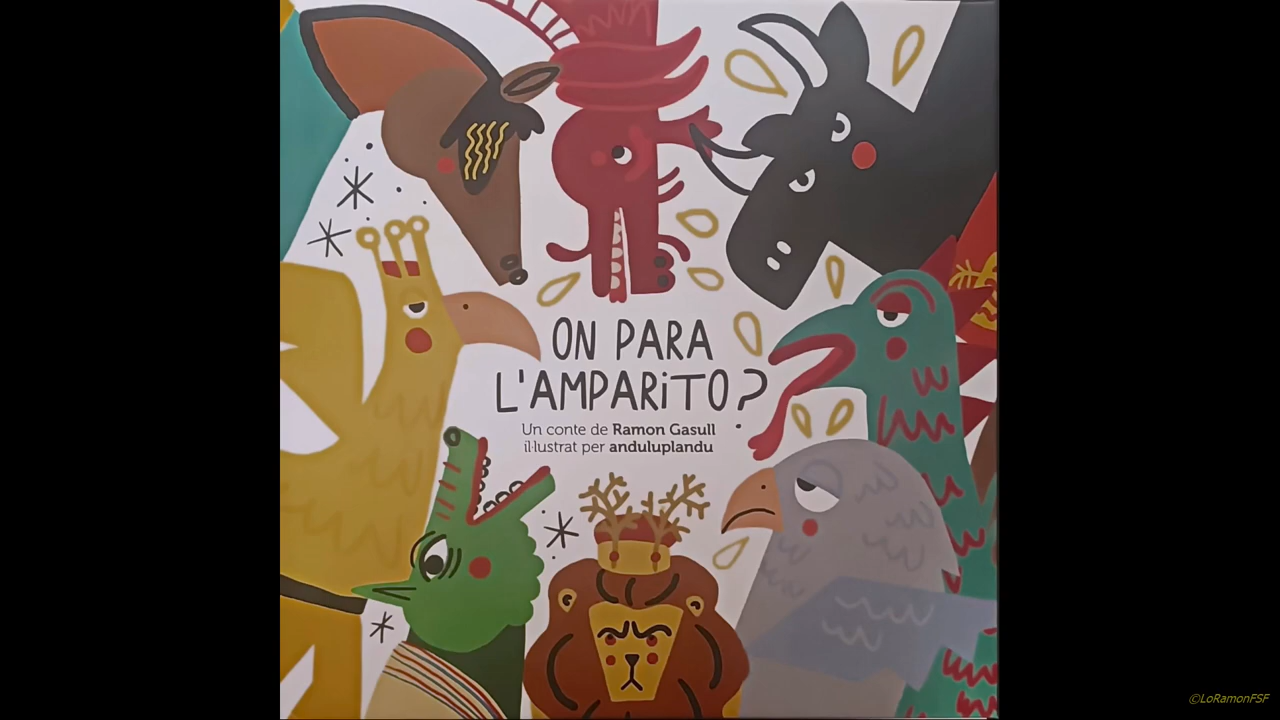 ON PARA
L'AMPARiTO?
Un conte de Ramon Gasull
il·lustrat per anduluplandu
©LoRamonFSF